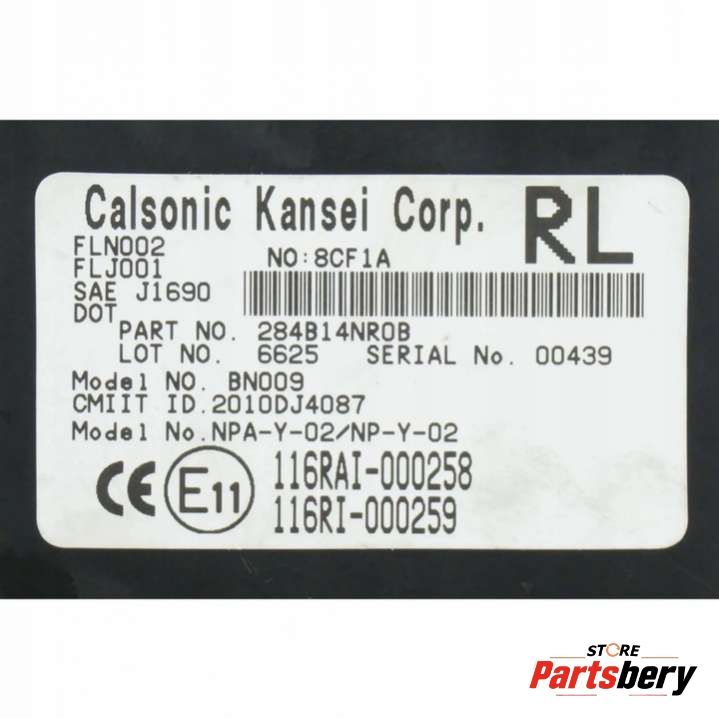 Calsonic Kansei Corp. RL
FLN002
FLJ001
NO:8CF1A
SAE J1690
DOT
PART NO. 284B14NR0B
LOT NO. 6625 SERIAL No. 00439
Model NO. BN009
CMIIT ID.2010DJ4087
Model No.NPA-Y-02/NP-Y-02
CE E11 116RAI-000258
116RI-000259
STORE
Partsbery